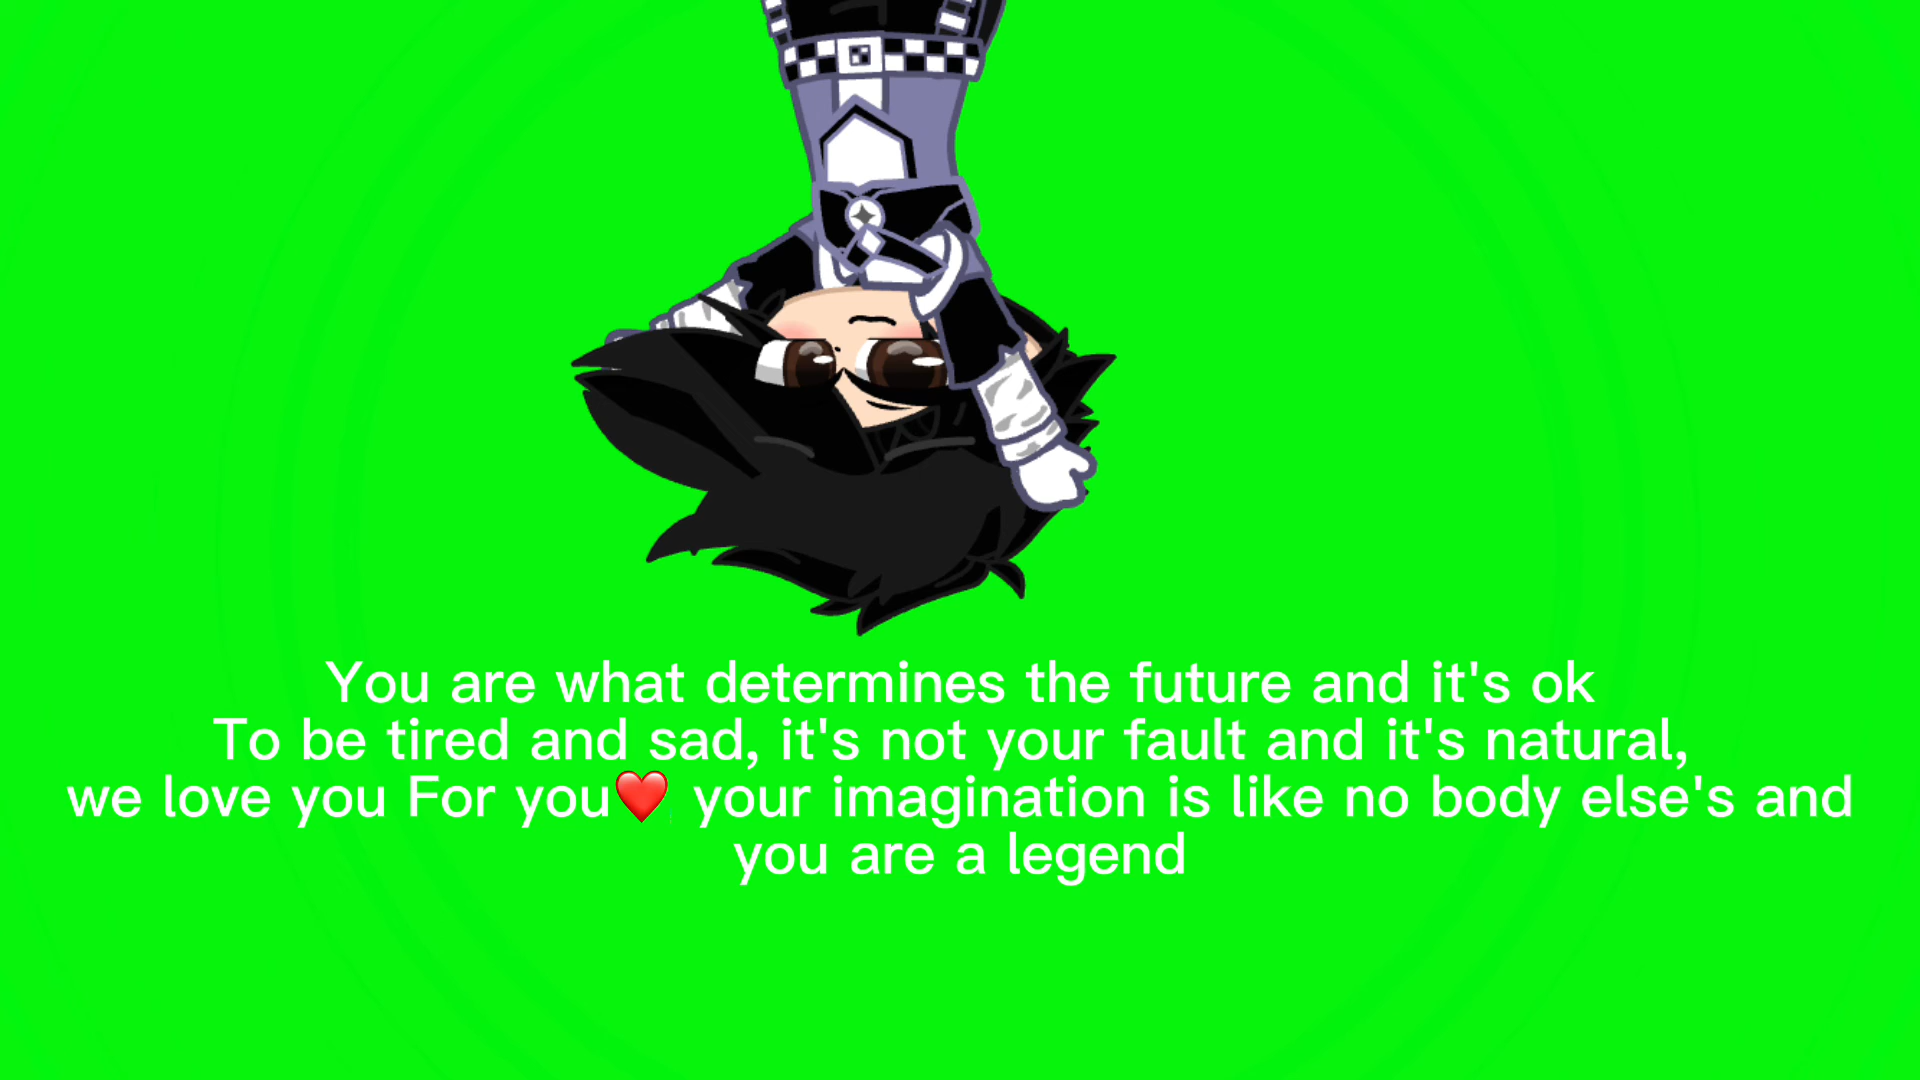 You are what determines the future and it's ok
To be tired and sad, it's not your fault and it's natural,
we love you For you❤️ your imagination is like no body else's and
you are a legend